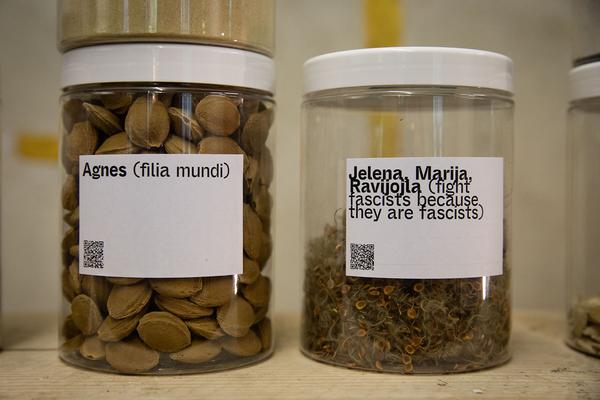 Agnes (filia mundi)
Jelena, Marija,
Ravijojla (fight
fascists because
they are fascists)